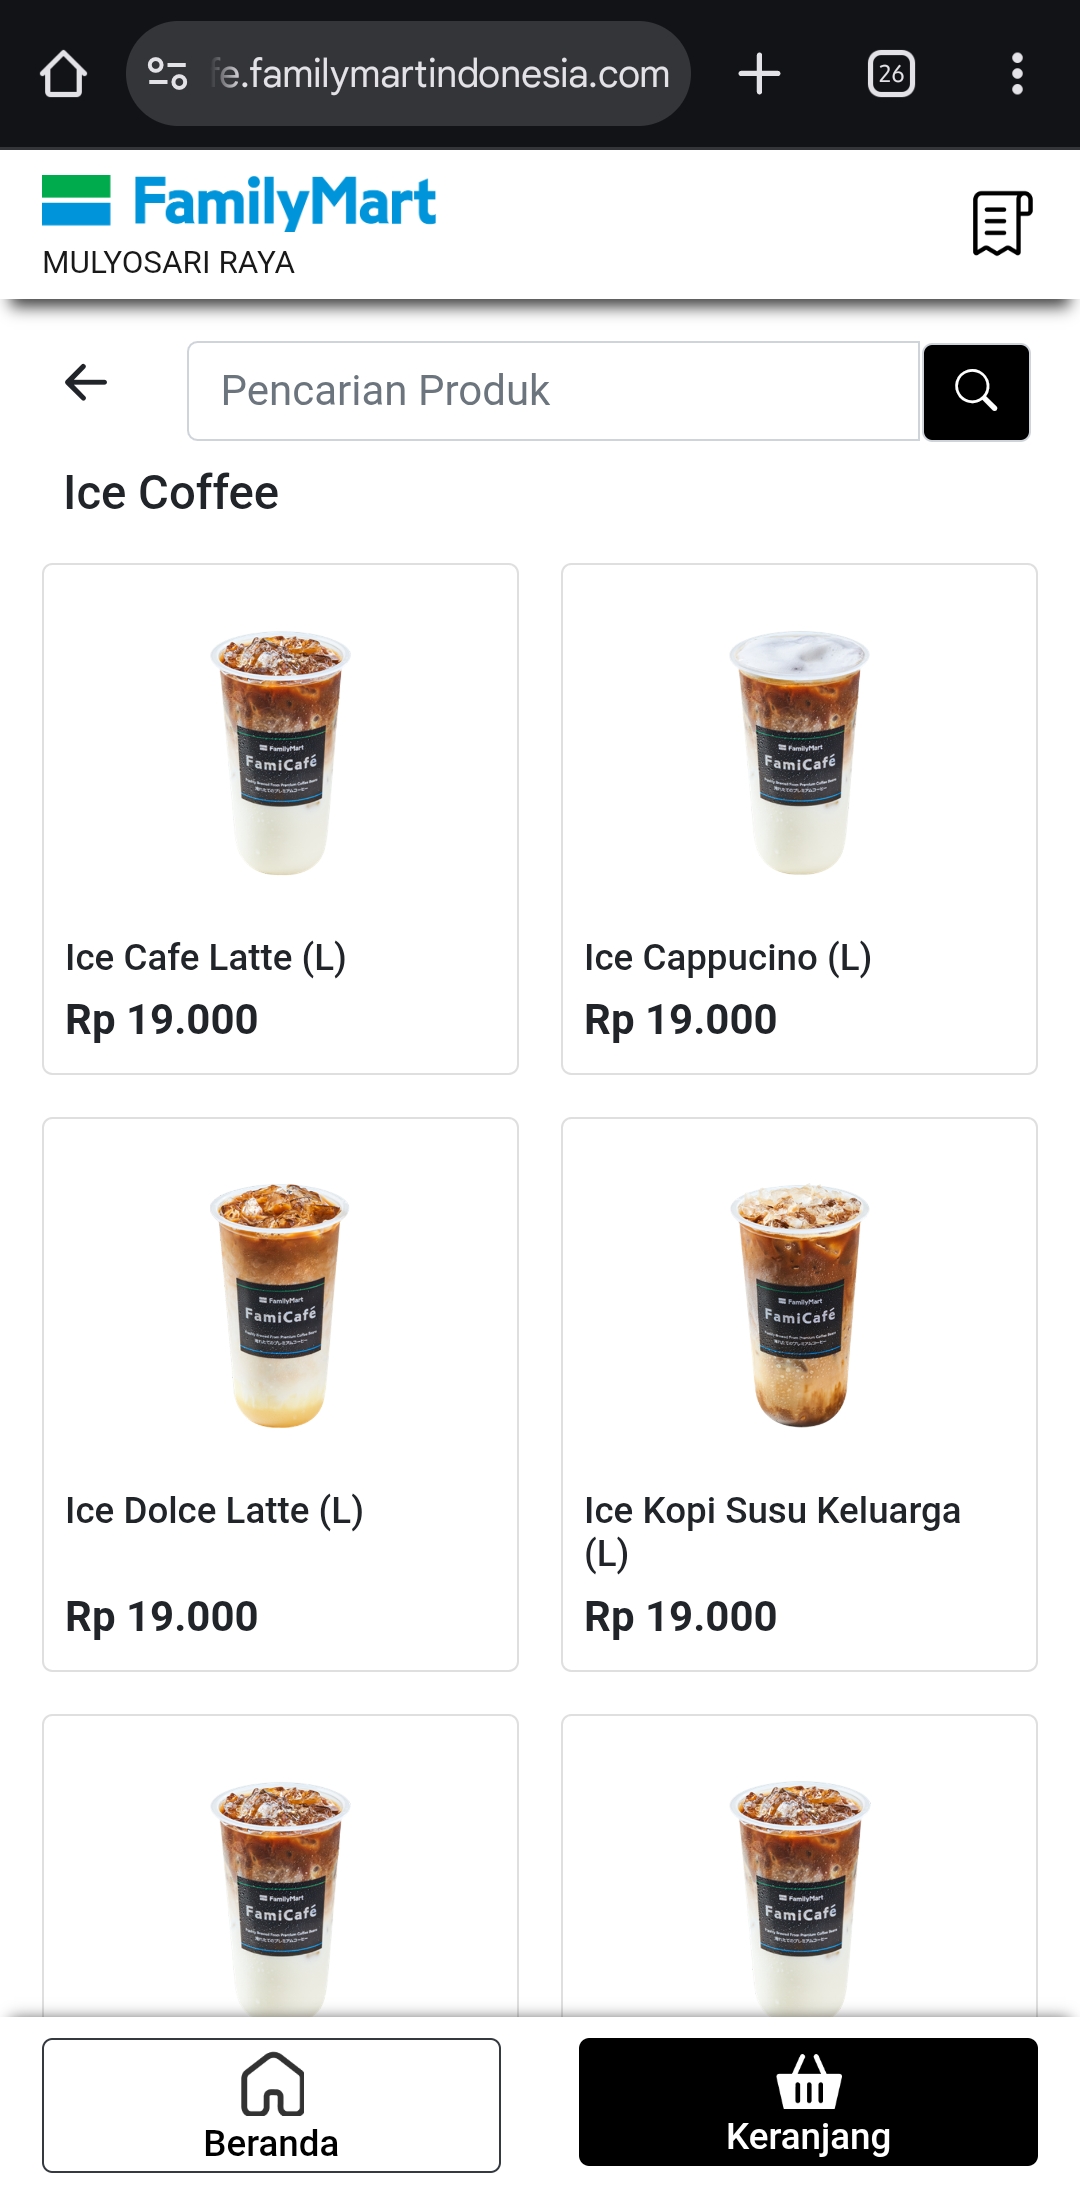 fe.familymartindonesia.com
26
FamilyMart
MULYOSARI RAYA
Pencarian Produk
Ice Coffee
FamilyMart
FamiCafé
FamilyMart
FamiCafé
Ice Cafe Latte (L)
Rp 19.000
Ice Cappucino (L)
Rp 19.000
FamilyMart
FamiCafé
FamilyMart
FamiCafé
Ice Dolce Latte (L)
Rp 19.000
Ice Kopi Susu Keluarga
(L)
Rp 19.000
FamilyMart
FamiCafé
FamilyMart
FamiCafé
Beranda
Keranjang